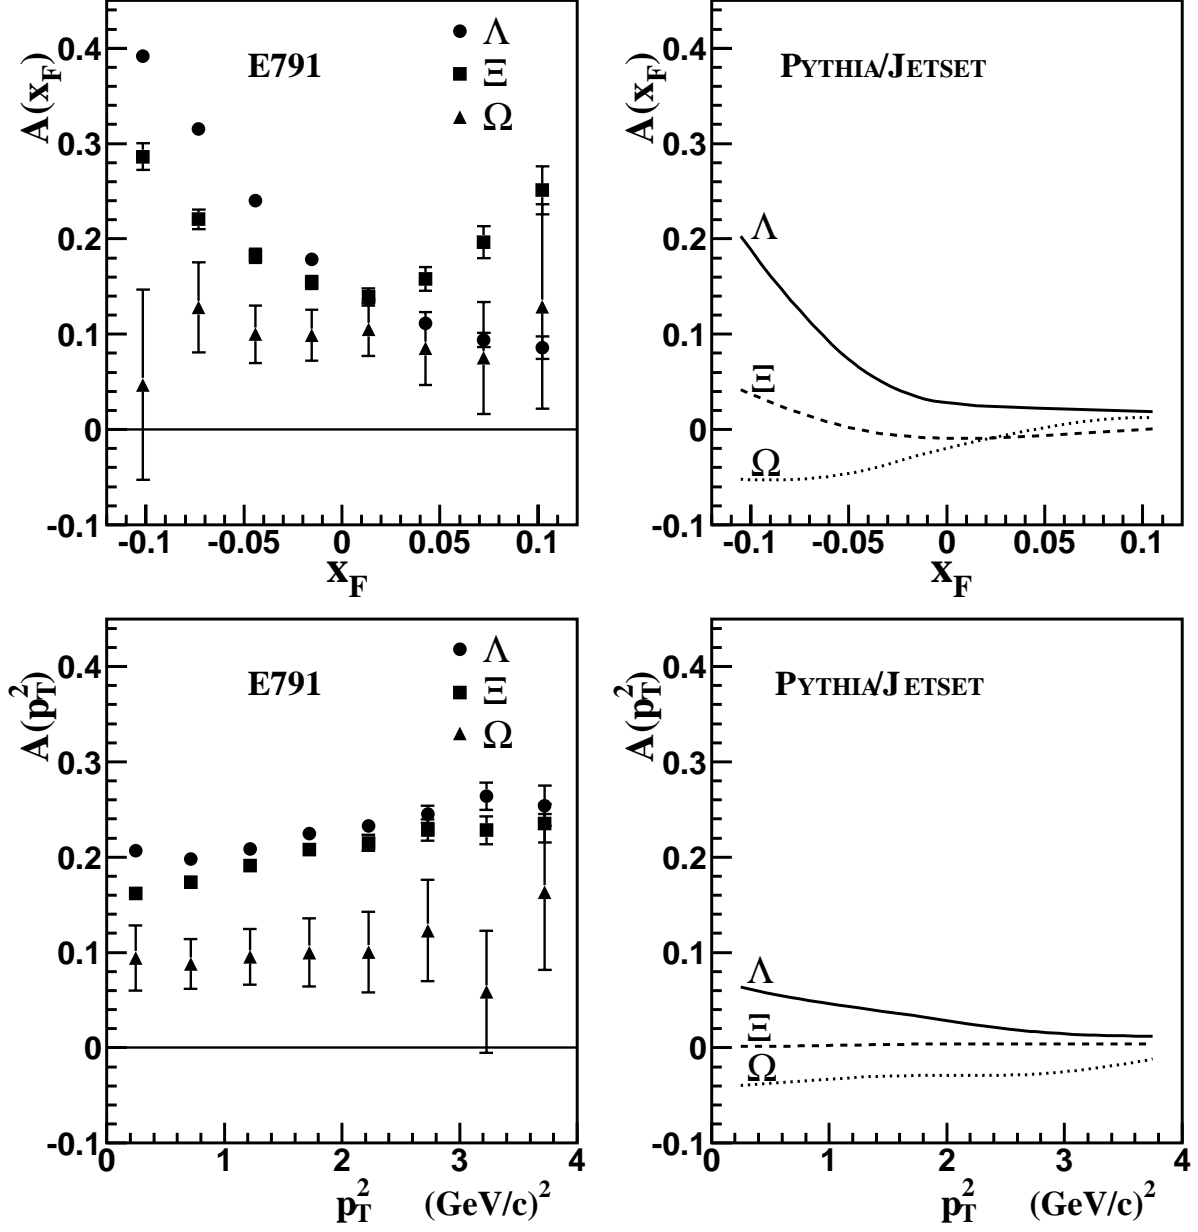 E791
Λ
Ξ
Ω
A(x_F)
0.4
0.3
0.2
0.1
0
-0.1
-0.1 -0.05 0 0.05 0.1
x_F
PYTHIA/JETSET
A(x_F)
0.4
0.3
0.2
0.1
0
-0.1
Λ
Ξ
Ω
-0.1 -0.05 0 0.05 0.1
x_F
E791
Λ
Ξ
Ω
A(p_T^2)
0.4
0.3
0.2
0.1
0
-0.1
0 1 2 3 4
p_T^2 (GeV/c)^2
PYTHIA/JETSET
A(p_T^2)
0.4
0.3
0.2
0.1
0
-0.1
Λ
Ξ
Ω
0 1 2 3 4
p_T^2 (GeV/c)^2